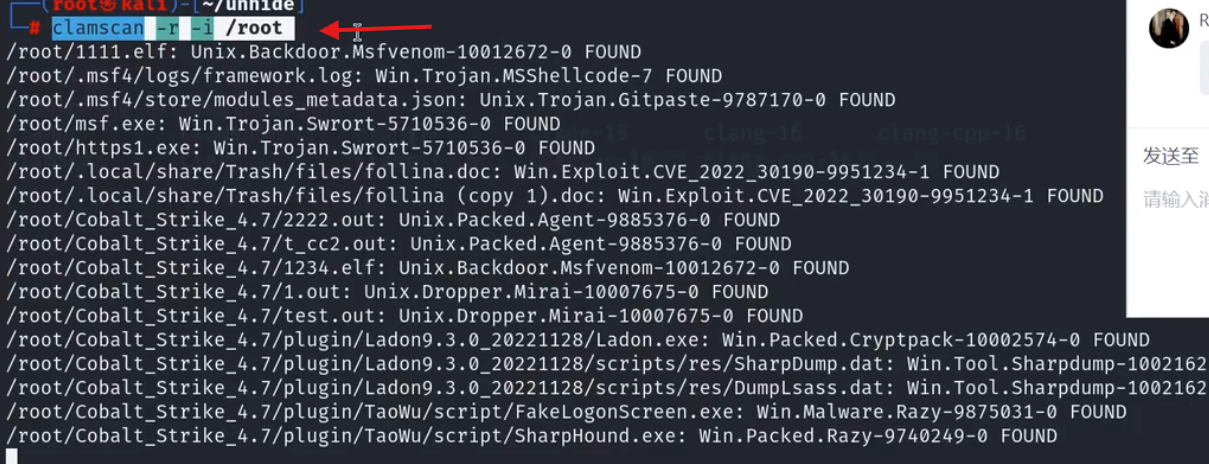 (root㉿kali)-[~/unhide]
# clamscan -r -i /root
/root/1111.elf: Unix.Backdoor.Msfvenom-10012672-0 FOUND
/root/.msf4/logs/framework.log: Win.Trojan.MSShellcode-7 FOUND
/root/.msf4/store/modules_metadata.json: Unix.Trojan.Gitpaste-9787170-0 FOUND
/root/msf.exe: Win.Trojan.Swrort-5710536-0 FOUND
/root/https1.exe: Win.Trojan.Swrort-5710536-0 FOUND
/root/.local/share/Trash/files/follina.doc: Win.Exploit.CVE_2022_30190-9951234-1 FOUND
/root/.local/share/Trash/files/follina (copy 1).doc: Win.Exploit.CVE_2022_30190-9951234-1 FOUND
/root/Cobalt_Strike_4.7/2222.out: Unix.Packed.Agent-9885376-0 FOUND
/root/Cobalt_Strike_4.7/t_cc2.out: Unix.Packed.Agent-9885376-0 FOUND
/root/Cobalt_Strike_4.7/1234.elf: Unix.Backdoor.Msfvenom-10012672-0 FOUND
/root/Cobalt_Strike_4.7/1.out: Unix.Dropper.Mirai-10007675-0 FOUND
/root/Cobalt_Strike_4.7/test.out: Unix.Dropper.Mirai-10007675-0 FOUND
/root/Cobalt_Strike_4.7/plugin/Ladon9.3.0_20221128/Ladon.exe: Win.Packed.Cryptpack-10002574-0 FOUND
/root/Cobalt_Strike_4.7/plugin/Ladon9.3.0_20221128/scripts/res/SharpDump.dat: Win.Tool.Sharpdump-1002162
/root/Cobalt_Strike_4.7/plugin/Ladon9.3.0_20221128/scripts/res/DumpLsass.dat: Win.Tool.Sharpdump-1002162
/root/Cobalt_Strike_4.7/plugin/TaoWu/script/FakeLogonScreen.exe: Win.Malware.Razy-9875031-0 FOUND
/root/Cobalt_Strike_4.7/plugin/TaoWu/script/SharpHound.exe: Win.Packed.Razy-9740249-0 FOUND
clang-16 clang-cpp-16
R
发送至
请输入消